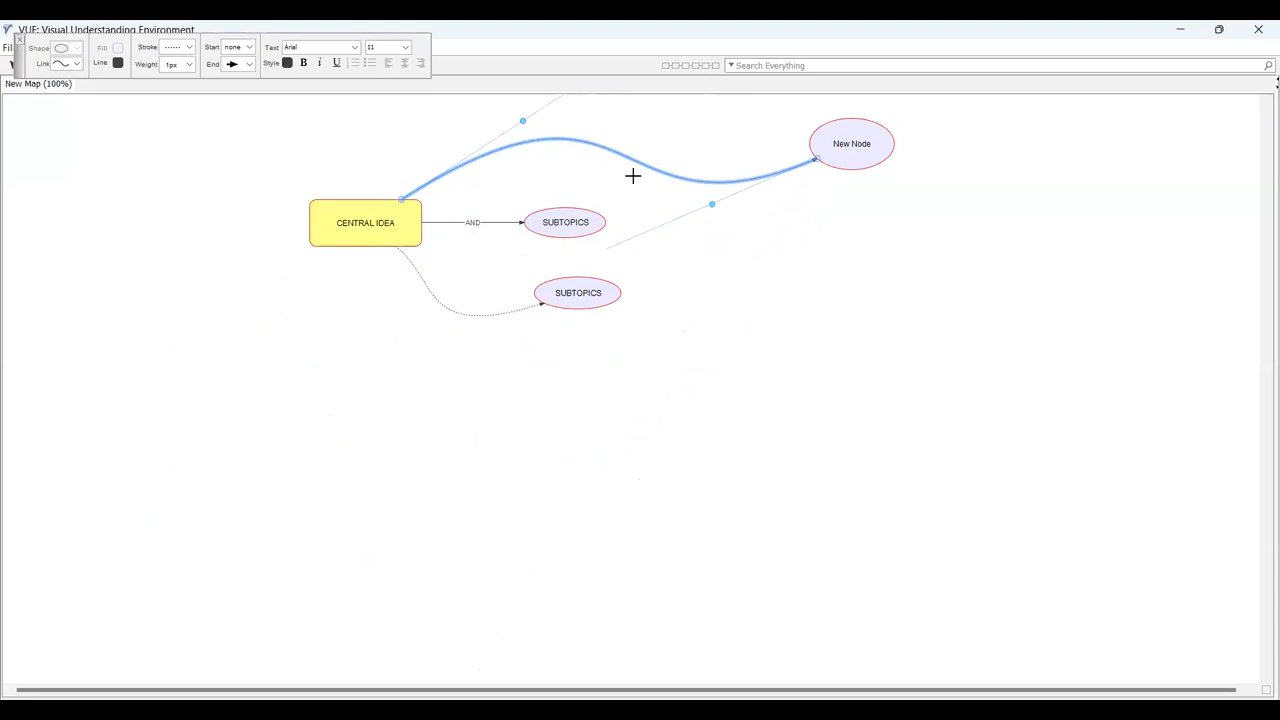 VUE: Visual Understanding Environment
Shape
Fill
Stroke
Start none
Text Arial 11
Link
Line
Weight 1px
End
Style B i U
Search Everything
New Map (100%)
New Node
CENTRAL IDEA
AND
SUBTOPICS
SUBTOPICS